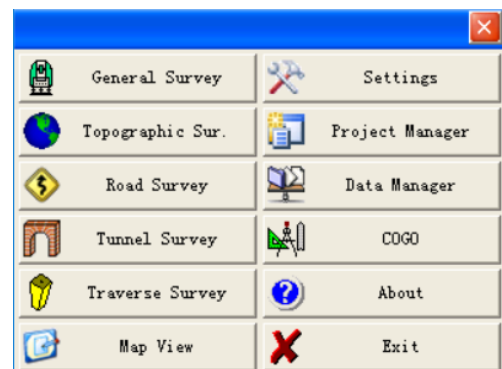 General Survey
Settings
Topographic Sur.
Project Manager
Road Survey
Data Manager
Tunnel Survey
COGO
Traverse Survey
About
Map View
Exit